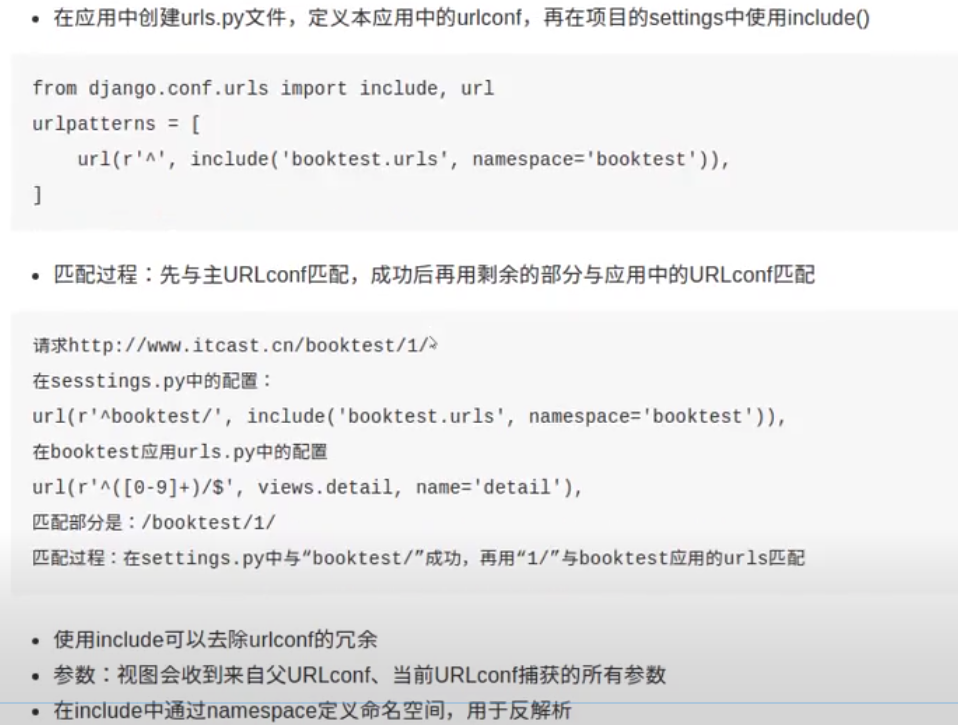 在应用中创建urls.py文件，定义本应用中的urlconf，再在项目的settings中使用include()
from django.conf.urls import include, url
urlpatterns = [
    url(r'^', include('booktest.urls', namespace='booktest')),
]
匹配过程：先与主URLconf匹配，成功后再用剩余的部分与应用中的URLconf匹配
请求http://www.itcast.cn/booktest/1/
在sesstings.py中的配置：
url(r'^booktest/', include('booktest.urls', namespace='booktest')),
在booktest应用urls.py中的配置
url(r'^([0-9]+)/$', views.detail, name='detail'),
匹配部分是：/booktest/1/
匹配过程：在settings.py中与“booktest/”成功，再用“1/”与booktest应用的urls匹配
使用include可以去除urlconf的冗余
参数：视图会收到来自父URLconf、当前URLconf捕获的所有参数
在include中通过namespace定义命名空间，用于反解析